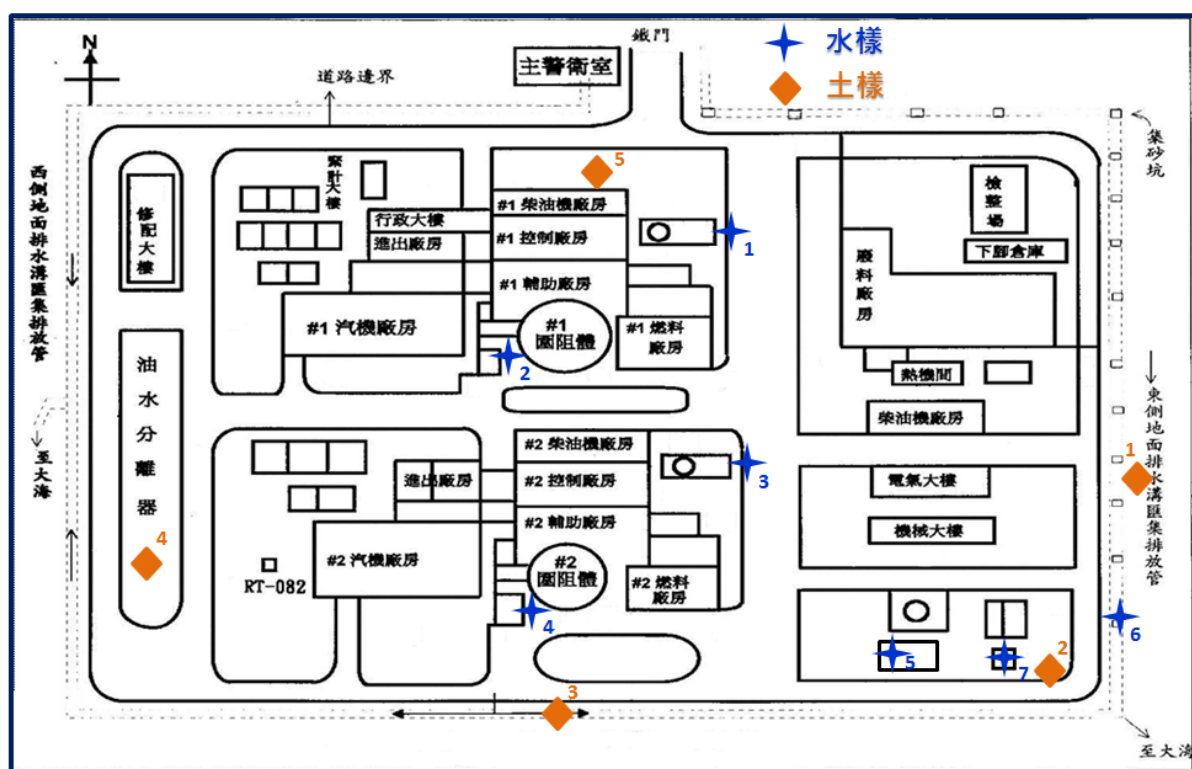 N
鐵門
主警衛室
水樣
土樣
道路邊界
集砂坑
西側地面排水溝匯集排放管
至大海
修配大樓
油水分離器
4
聚計大樓
行政大樓
進出廠房
#1 汽機廠房
5
#1 柴油機廠房
#1 控制廠房
#1 輔助廠房
#1
圍阻體
#1 燃料
廠房
1
2
檢整場
下腳倉庫
廢料廠房
熱機間
柴油機廠房
進出廠房
#2 汽機廠房
RT-082
#2 柴油機廠房
#2 控制廠房
#2 輔助廠房
#2
圍阻體
#2 燃料
廠房
3
4
電氣大樓
機械大樓
1
東側地面排水溝匯集排放管
5
7
2
6
3
至大海